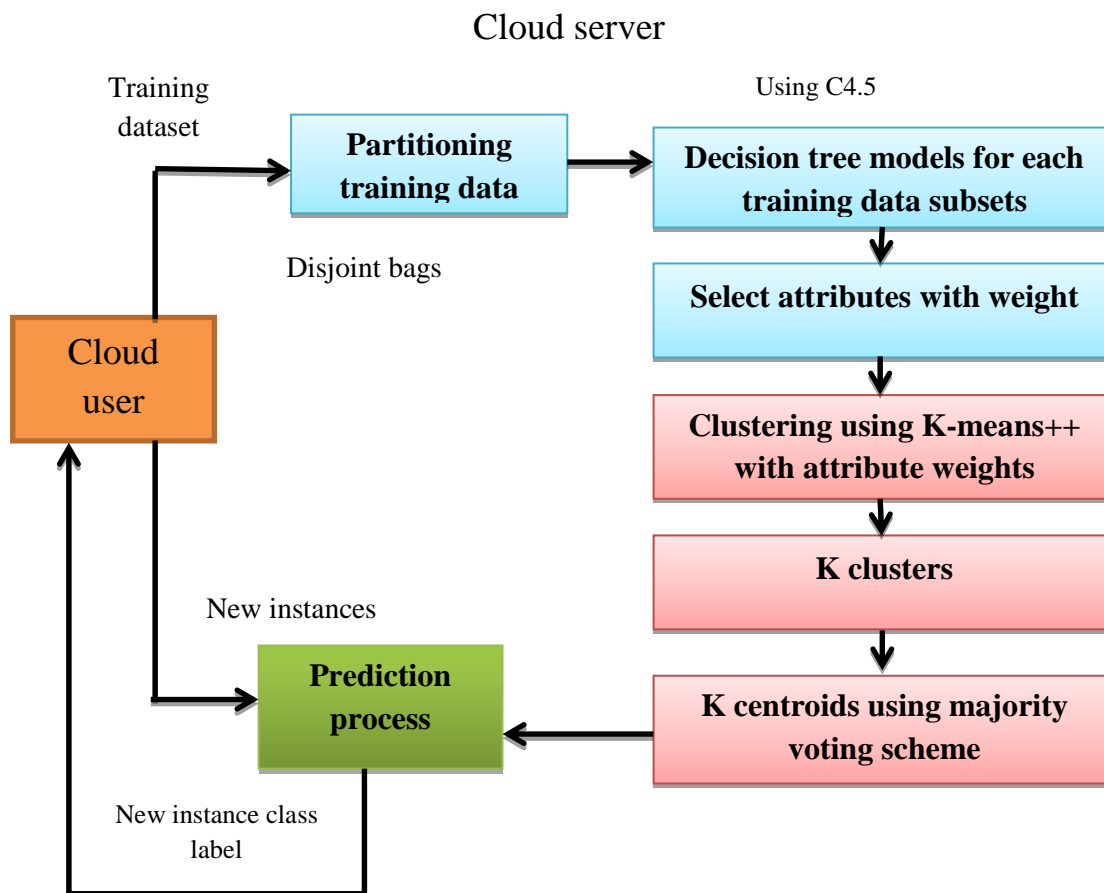 Cloud server
Training
dataset
Using C4.5
Partitioning
training data
Decision tree models for each
training data subsets
Disjoint bags
Select attributes with weight
Cloud
user
Clustering using K-means++
with attribute weights
K clusters
New instances
Prediction
process
K centroids using majority
voting scheme
New instance class
label